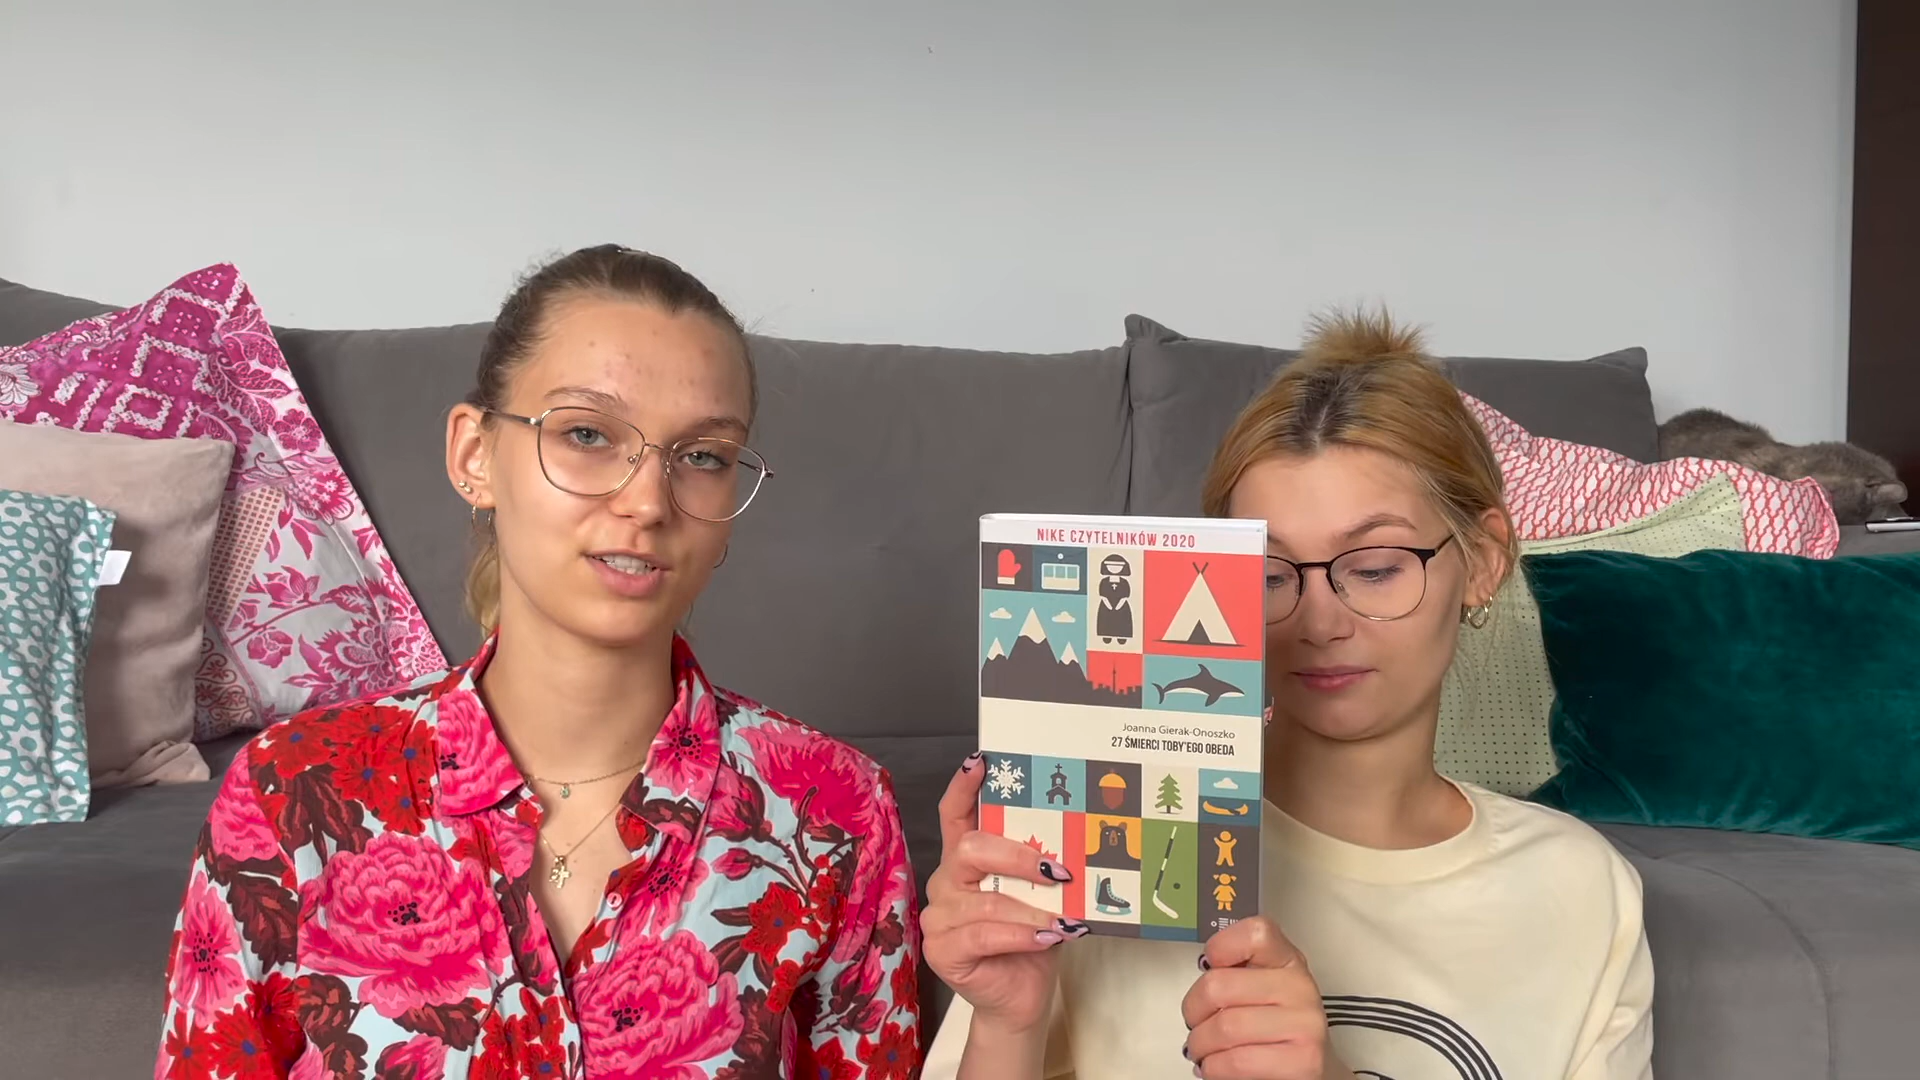 NIKE CZYTELNIKÓW 2020
Joanna Gierak-Onoszko
27 ŚMIERCI TOBY'EGO OBEDA